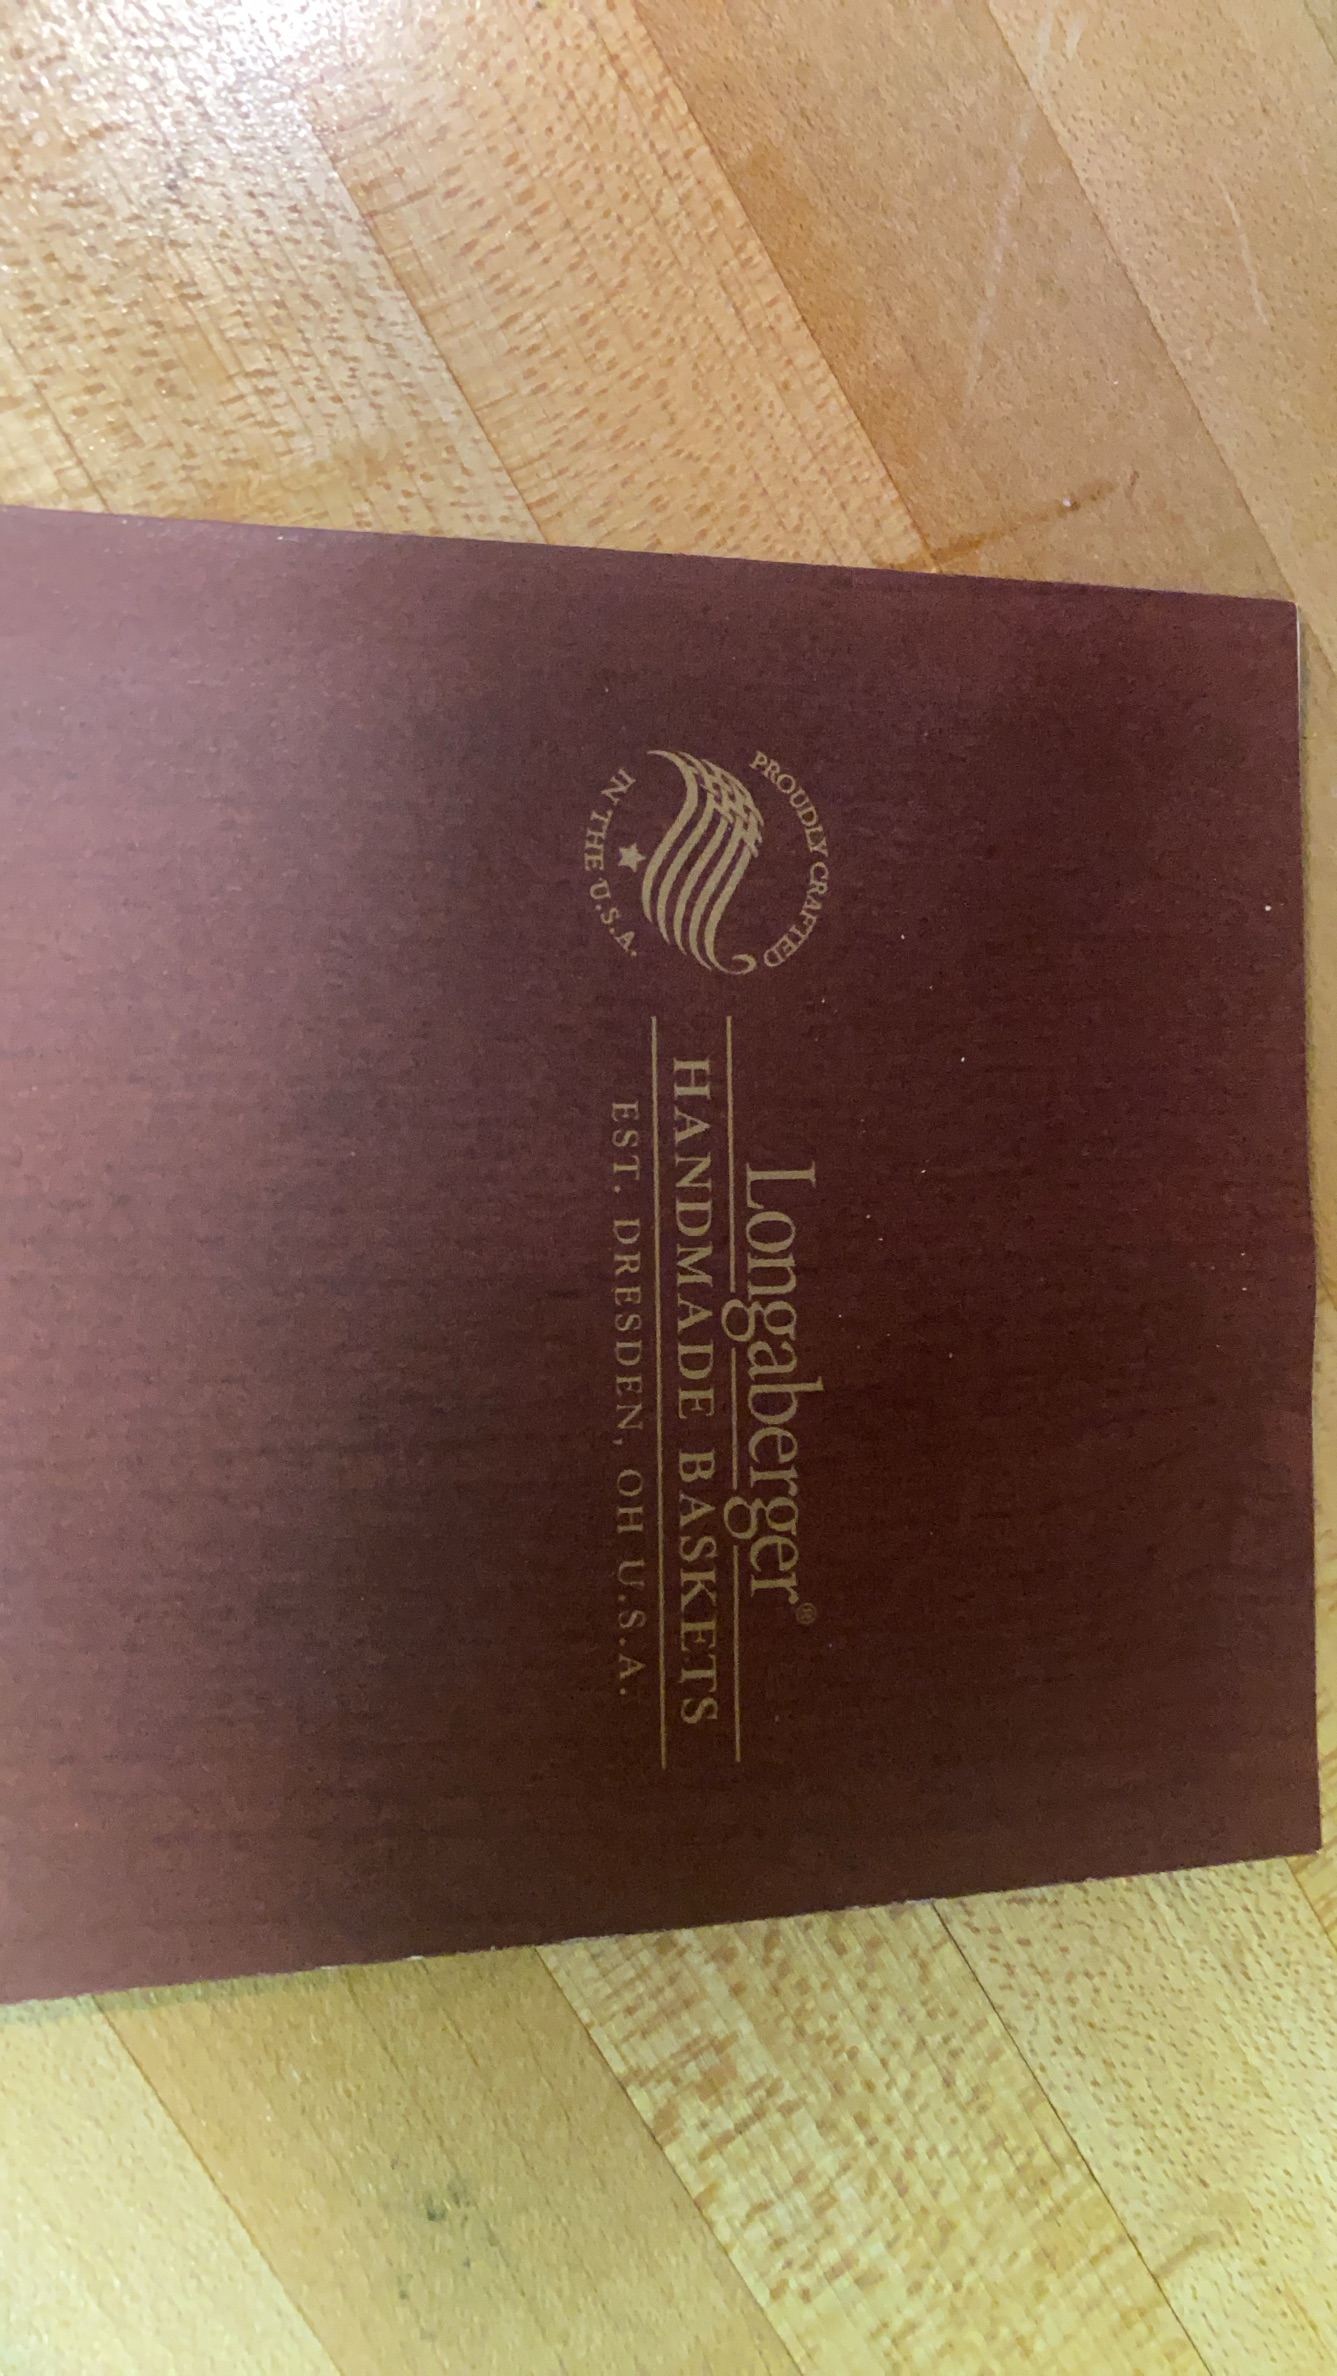 PROUDLY CRAFTED
IN THE U.S.A.
Longaberger®
HANDMADE BASKETS
EST. DRESDEN, OH U.S.A.